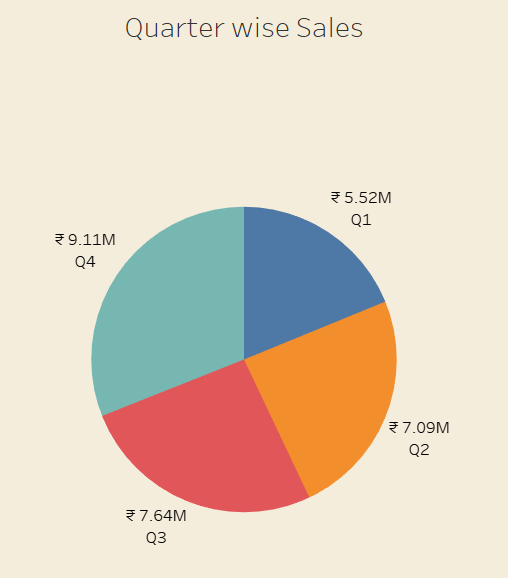 Quarter wise Sales
₹ 5.52M
Q1
₹ 9.11M
Q4
₹ 7.09M
Q2
₹ 7.64M
Q3